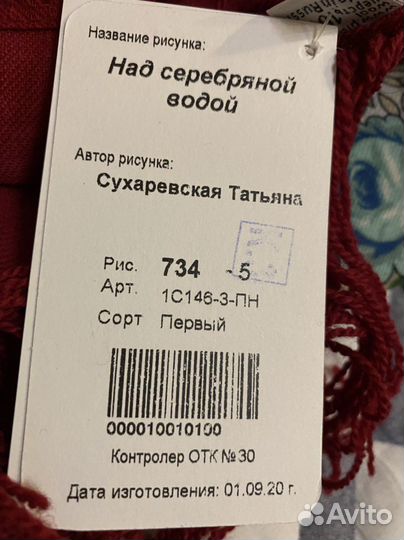 Название рисунка:
Над серебряной
водой
Автор рисунка:
Сухаревская Татьяна
Рис. 734 -5
Арт. 1С146-3-ПН
Сорт Первый
000010010100
Контролер ОТК №30
Дата изготовления: 01.09.20 г.
Avito